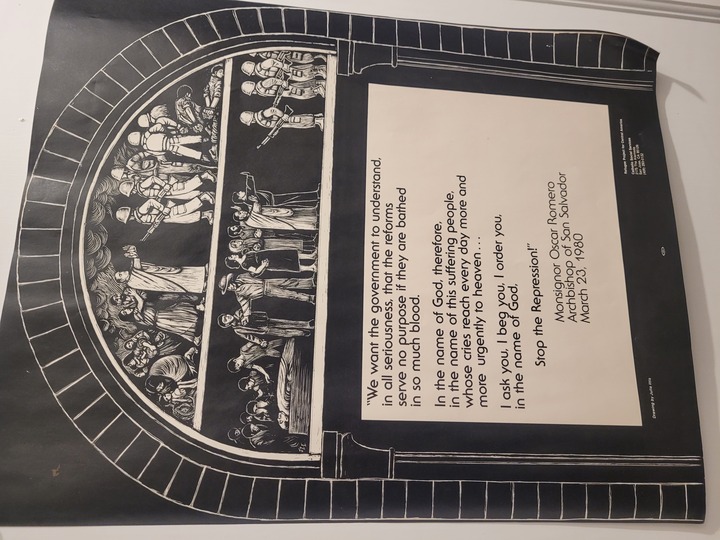 "We want the government to understand,
in all seriousness, that the reforms
serve no purpose if they are bathed
in so much blood.
In the name of God, therefore,
in the name of this suffering people,
whose cries reach every day more and
more urgently to heaven....
I ask you, I beg you, I order you,
in the name of God,
Stop the Repression!"
Monsignor Oscar Romero
Archbishop of San Salvador
March 23, 1980